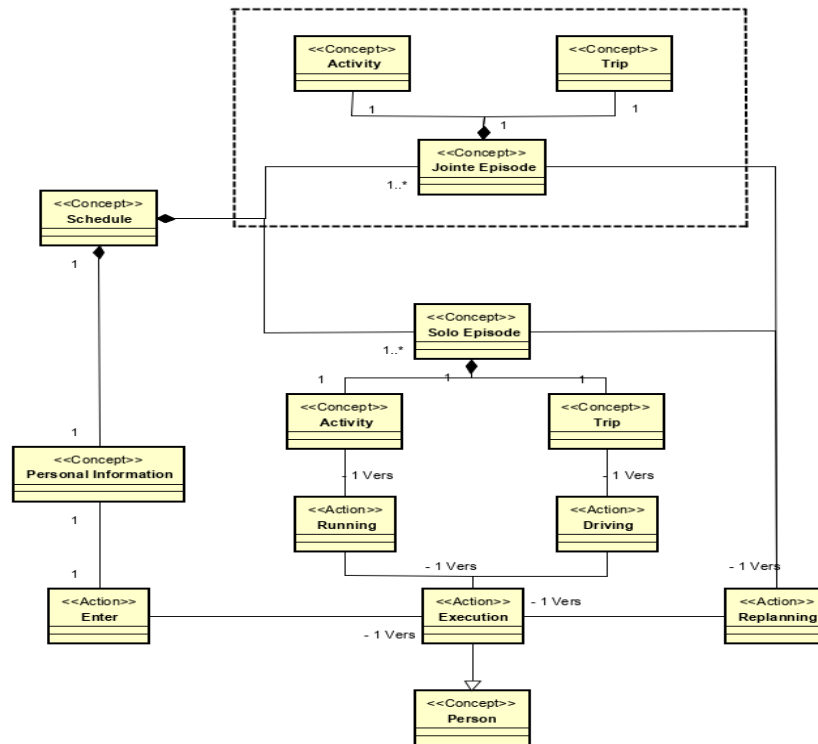 <<Concept>>
Activity
<<Concept>>
Trip
1
1
1
<<Concept>>
Jointe Episode
1..*
<<Concept>>
Schedule
1
<<Concept>>
Solo Episode
1..*
1
1
1
<<Concept>>
Activity
<<Concept>>
Trip
1
<<Concept>>
Personal Information
- 1 Vers
- 1 Vers
<<Action>>
Running
<<Action>>
Driving
1
1
- 1 Vers
- 1 Vers
<<Action>>
Enter
<<Action>>
Execution
<<Action>>
Replanning
- 1 Vers
- 1 Vers
<<Concept>>
Person